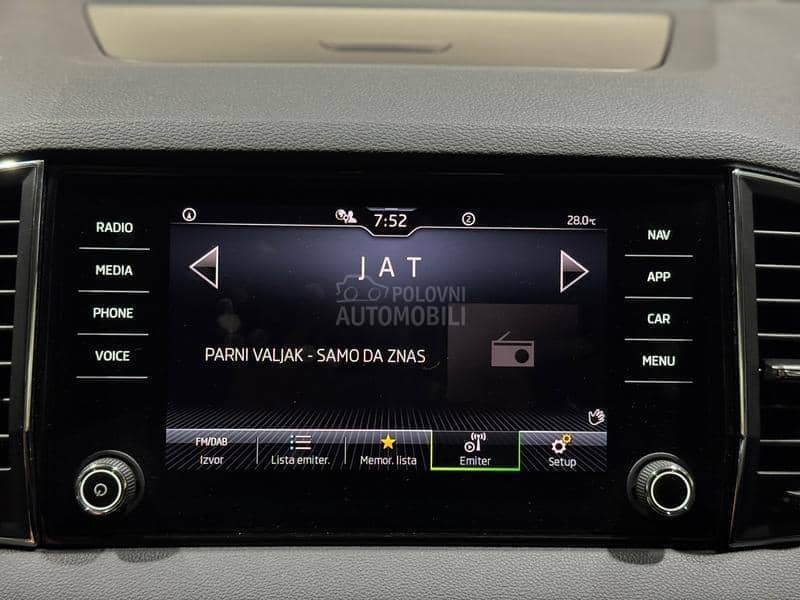 7:52
2
28.0°C
RADIO
MEDIA
PHONE
VOICE
NAV
APP
CAR
MENU
J A T
POLOVNI
AUTOMOBILI
PARNI VALJAK - SAMO DA ZNAS
FM/DAB
Izvor
Lista emiter.
Memor. lista
Emiter
Setup